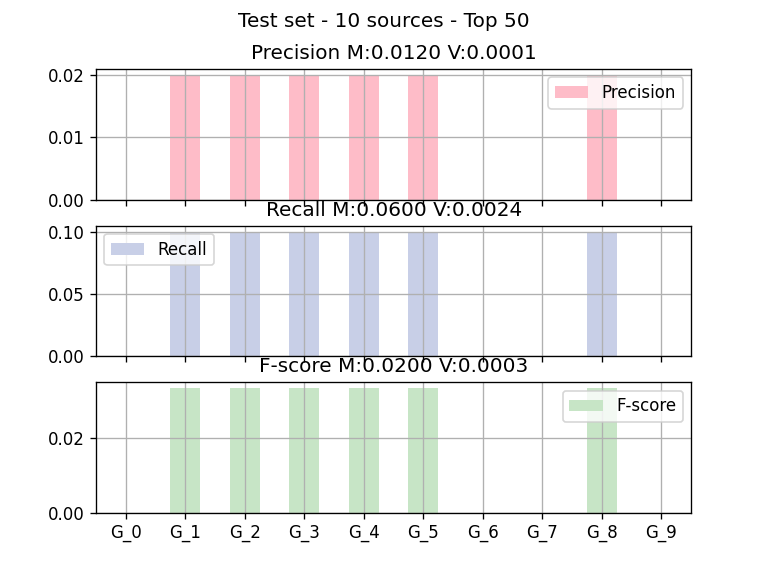 Test set - 10 sources - Top 50
Precision M:0.0120 V:0.0001
0.02
0.01
0.00
Precision
Recall M:0.0600 V:0.0024
0.10
0.05
0.00
Recall
F-score M:0.0200 V:0.0003
0.02
0.00
F-score
G_0 G_1 G_2 G_3 G_4 G_5 G_6 G_7 G_8 G_9